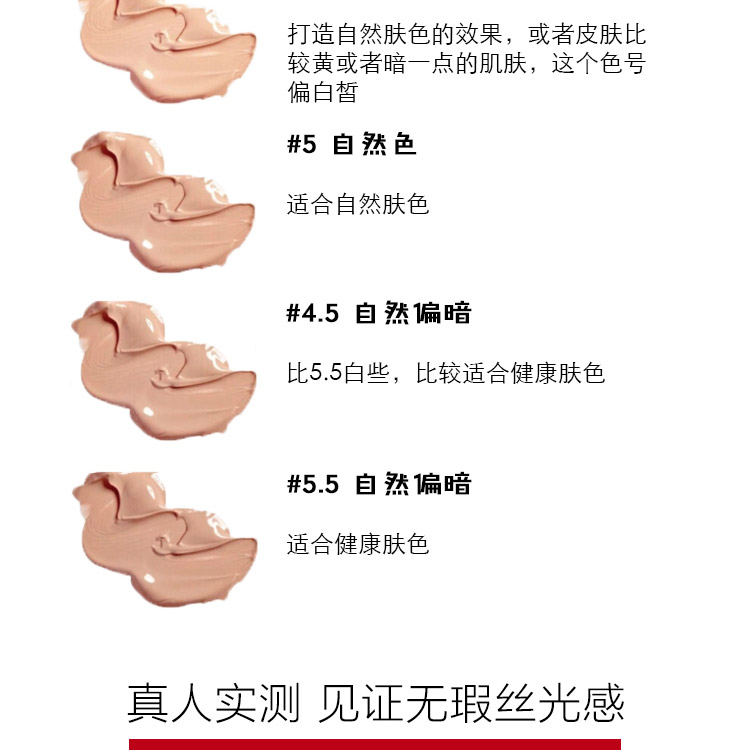 打造自然肤色的效果，或者皮肤比
较黄或者暗一点的肌肤，这个色号
偏白皙
#5 自然色
适合自然肤色
#4.5 自然偏暗
比5.5白些，比较适合健康肤色
#5.5 自然偏暗
适合健康肤色
真人实测 见证无瑕丝光感